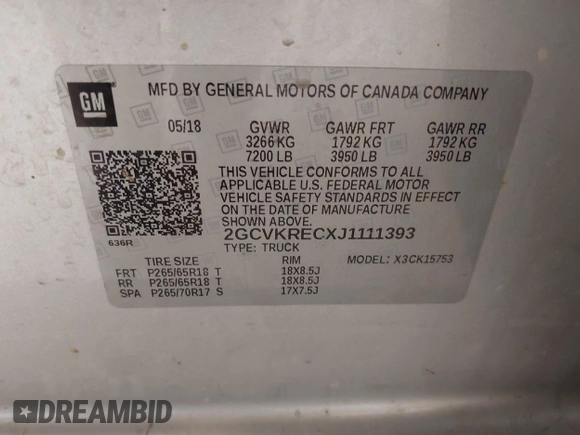 GM
MFD BY GENERAL MOTORS OF CANADA COMPANY
05/18 GVWR GAWR FRT GAWR RR
3266 KG 1792 KG 1792 KG
7200 LB 3950 LB 3950 LB
THIS VEHICLE CONFORMS TO ALL
APPLICABLE U.S. FEDERAL MOTOR
VEHICLE SAFETY STANDARDS IN EFFECT
ON THE DATE OF MANUFACTURE
SHOWN ABOVE.
636R
2GCVKRECXJ1111393
TYPE: TRUCK
TIRE SIZE RIM MODEL: X3CK15753
FRT P265/65R18 T 18X8.5J
RR P265/65R18 T 18X8.5J
SPA P265/70R17 S 17X7.5J
DREAMBID